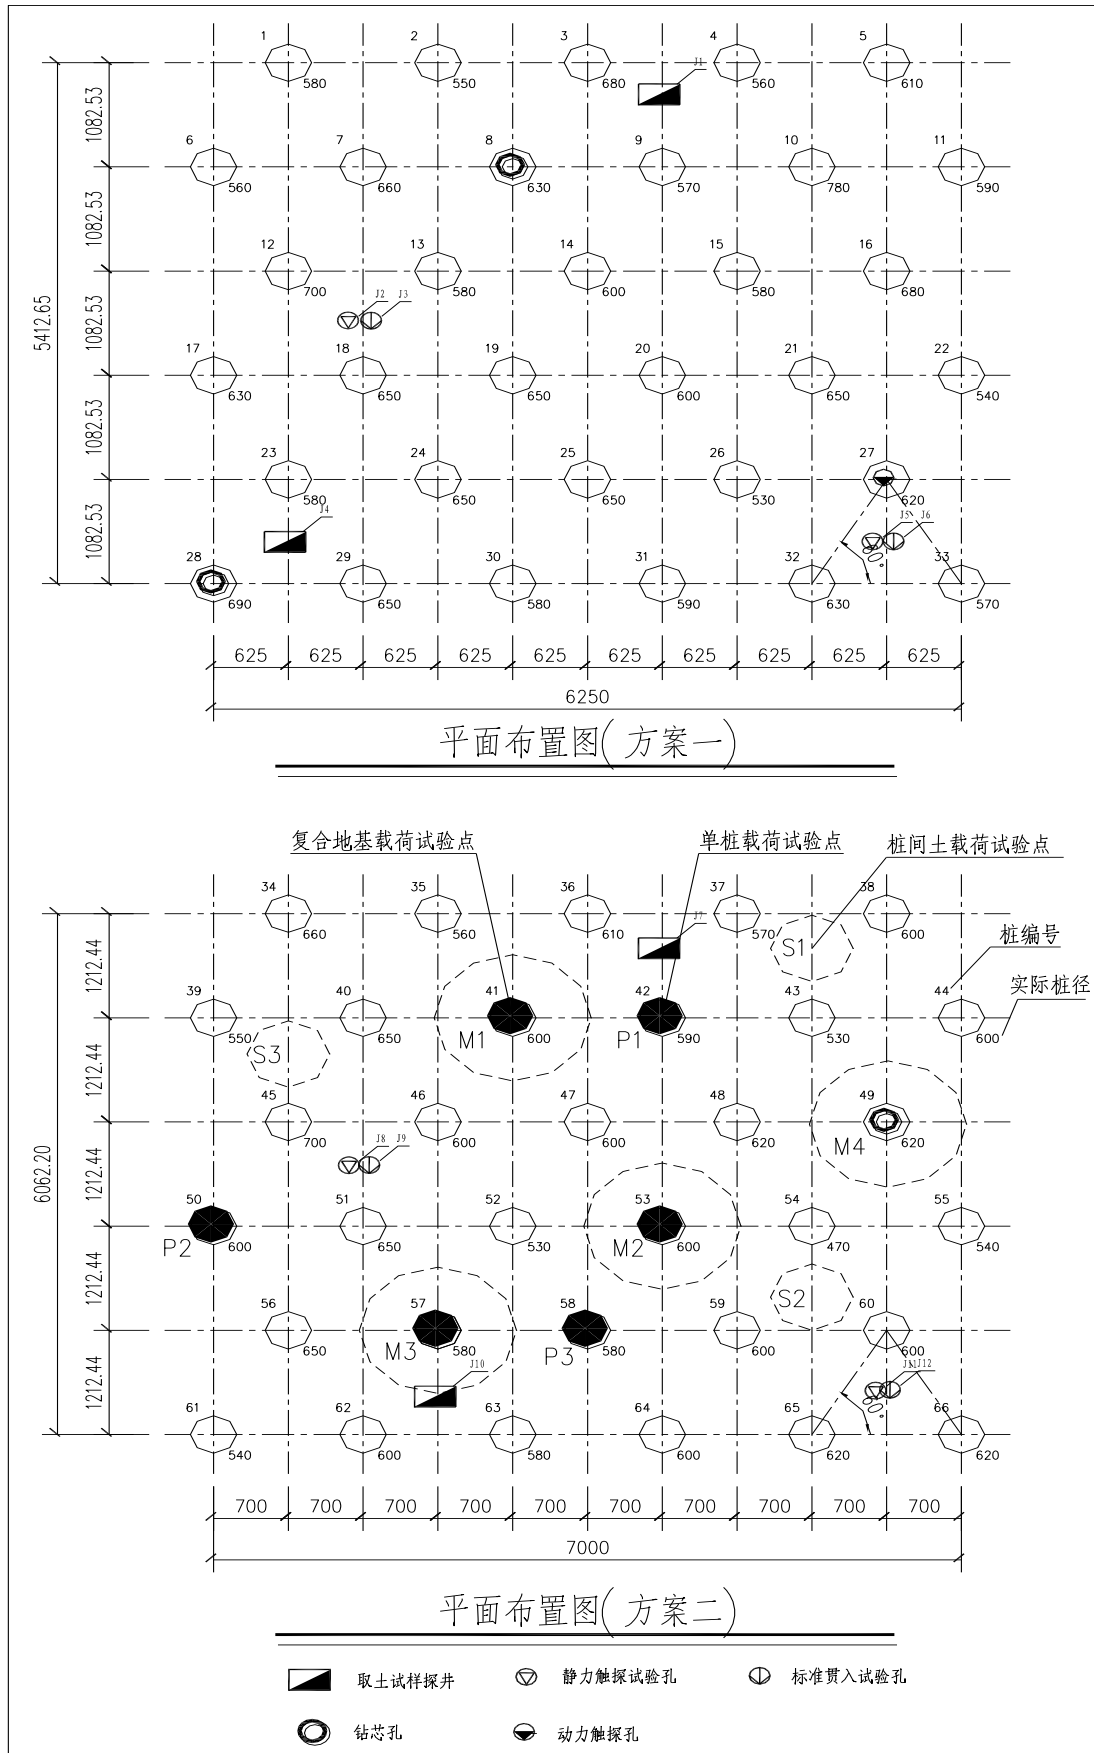 1 2 3 4 5
580 550 680 560 610
J1
1082.53
6 7 8 9 10 11
560 660 630 570 780 590
1082.53
12 13 14 15 16
700 580 600 580 680
J2 J3
1082.53
5412.65
17 18 19 20 21 22
630 650 650 600 650 540
1082.53
23 24 25 26 27
580 650 650 530 620
J4 J5 J6
1082.53
28 29 30 31 32 33
690 650 580 590 630 570
625 625 625 625 625 625 625 625 625 625
6250
平面布置图(方案一)
复合地基载荷试验点 单桩载荷试验点 桩间土载荷试验点
34 35 36 37 38
660 560 610 570 600
J7
S1
桩编号
实际桩径
1212.44
39 40 41 42 43 44
550 650 600 590 530 600
M1 P1
S3
1212.44
45 46 47 48 49
700 600 600 620 620
M4
J8 J9
1212.44
6062.20
50 51 52 53 54 55
600 650 530 600 470 540
P2 M2
S2
1212.44
56 57 58 59 60
650 580 580 600 600
M3 P3
J10 J11 J12
1212.44
61 62 63 64 65 66
540 600 580 600 620 620
700 700 700 700 700 700 700 700 700 700
7000
平面布置图(方案二)
取土试样探井 静力触探试验孔 标准贯入试验孔
钻芯孔 动力触探孔